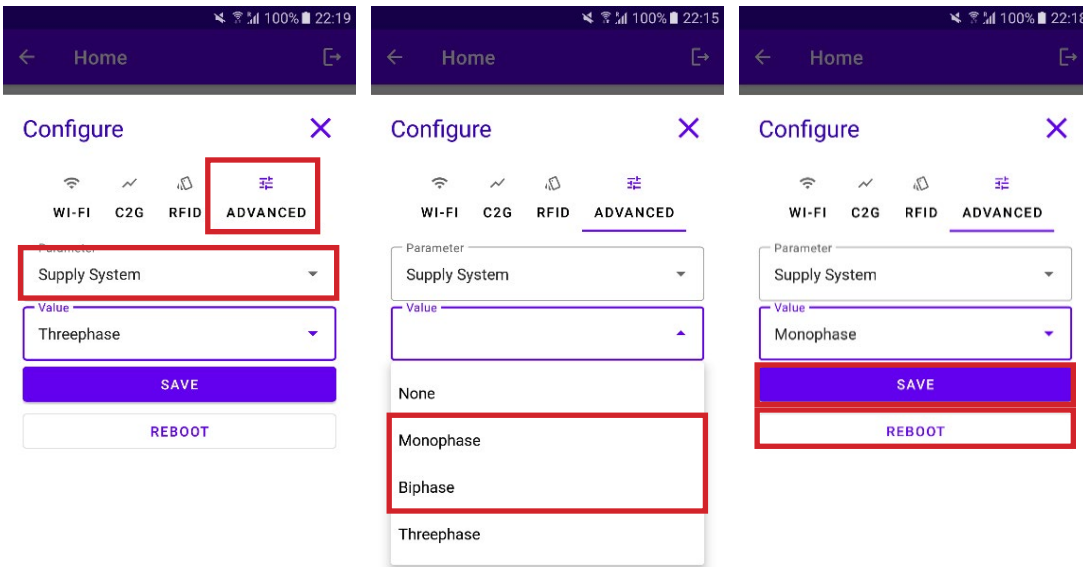 100% 22:19
Home
Configure
WI-FI C2G RFID ADVANCED
Parameter
Supply System
Value
Threephase
SAVE
REBOOT
100% 22:15
Home
Configure
WI-FI C2G RFID ADVANCED
Parameter
Supply System
Value
None
Monophase
Biphase
Threephase
100% 22:18
Home
Configure
WI-FI C2G RFID ADVANCED
Parameter
Supply System
Value
Monophase
SAVE
REBOOT